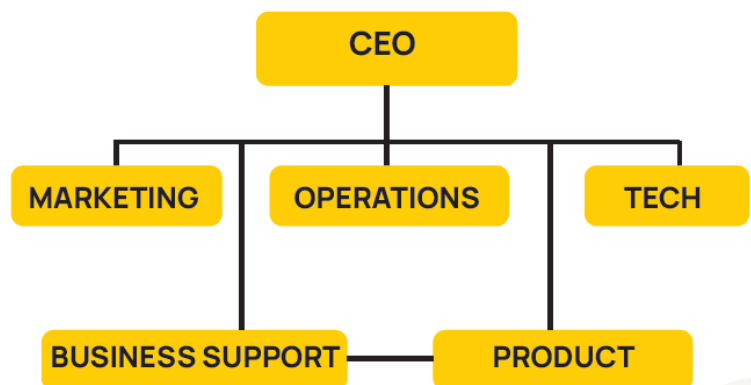 CEO
MARKETING
OPERATIONS
TECH
BUSINESS SUPPORT
PRODUCT